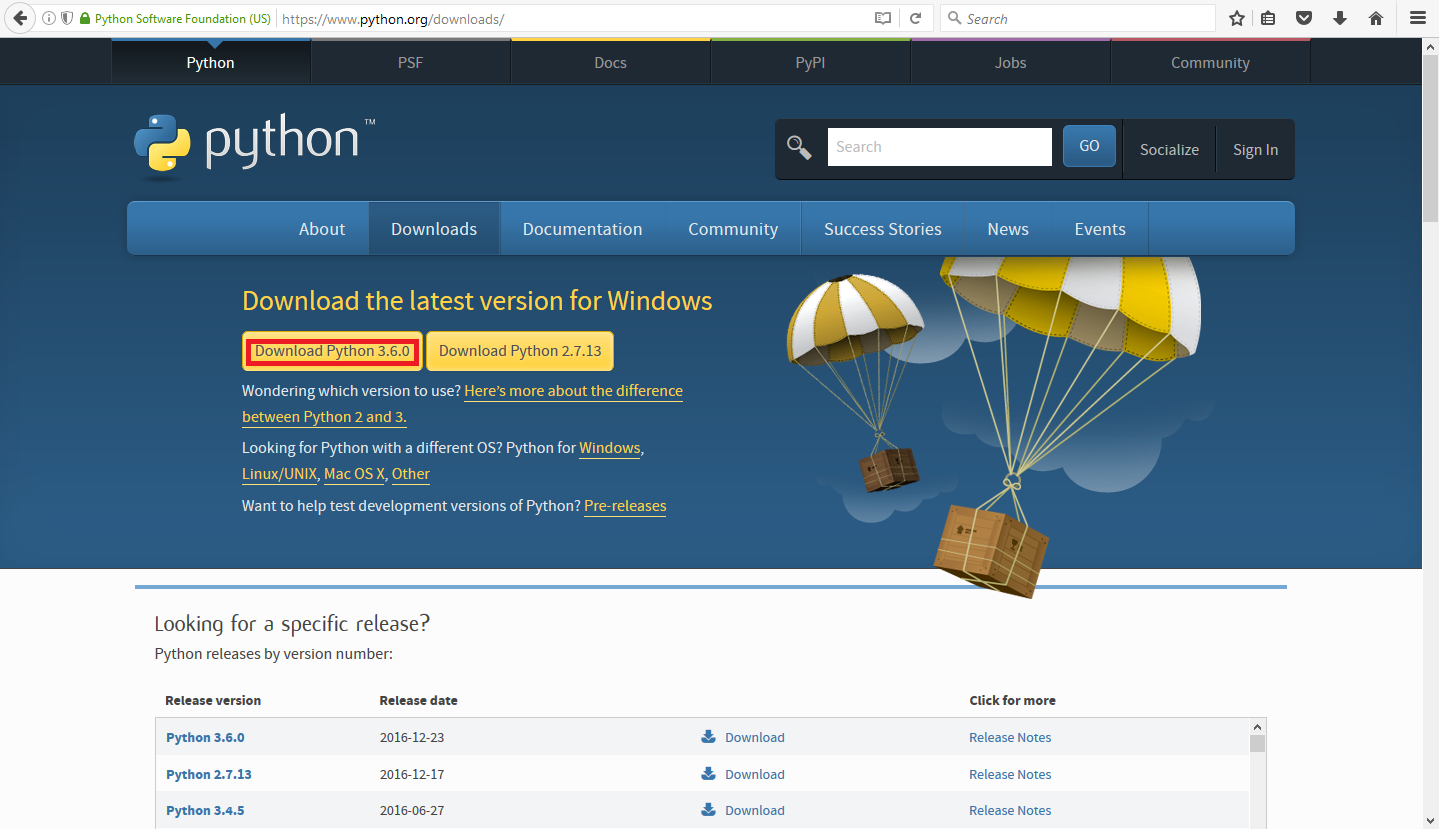 Python Software Foundation (US) https://www.python.org/downloads/ Search
Python PSF Docs PyPI Jobs Community
python™ Search GO Socialize Sign In
About Downloads Documentation Community Success Stories News Events
Download the latest version for Windows
Download Python 3.6.0 Download Python 2.7.13
Wondering which version to use? Here's more about the difference
between Python 2 and 3.
Looking for Python with a different OS? Python for Windows,
Linux/UNIX, Mac OS X, Other
Want to help test development versions of Python? Pre-releases
Looking for a specific release?
Python releases by version number:
Release version Release date Click for more
Python 3.6.0 2016-12-23 Download Release Notes
Python 2.7.13 2016-12-17 Download Release Notes
Python 3.4.5 2016-06-27 Download Release Notes